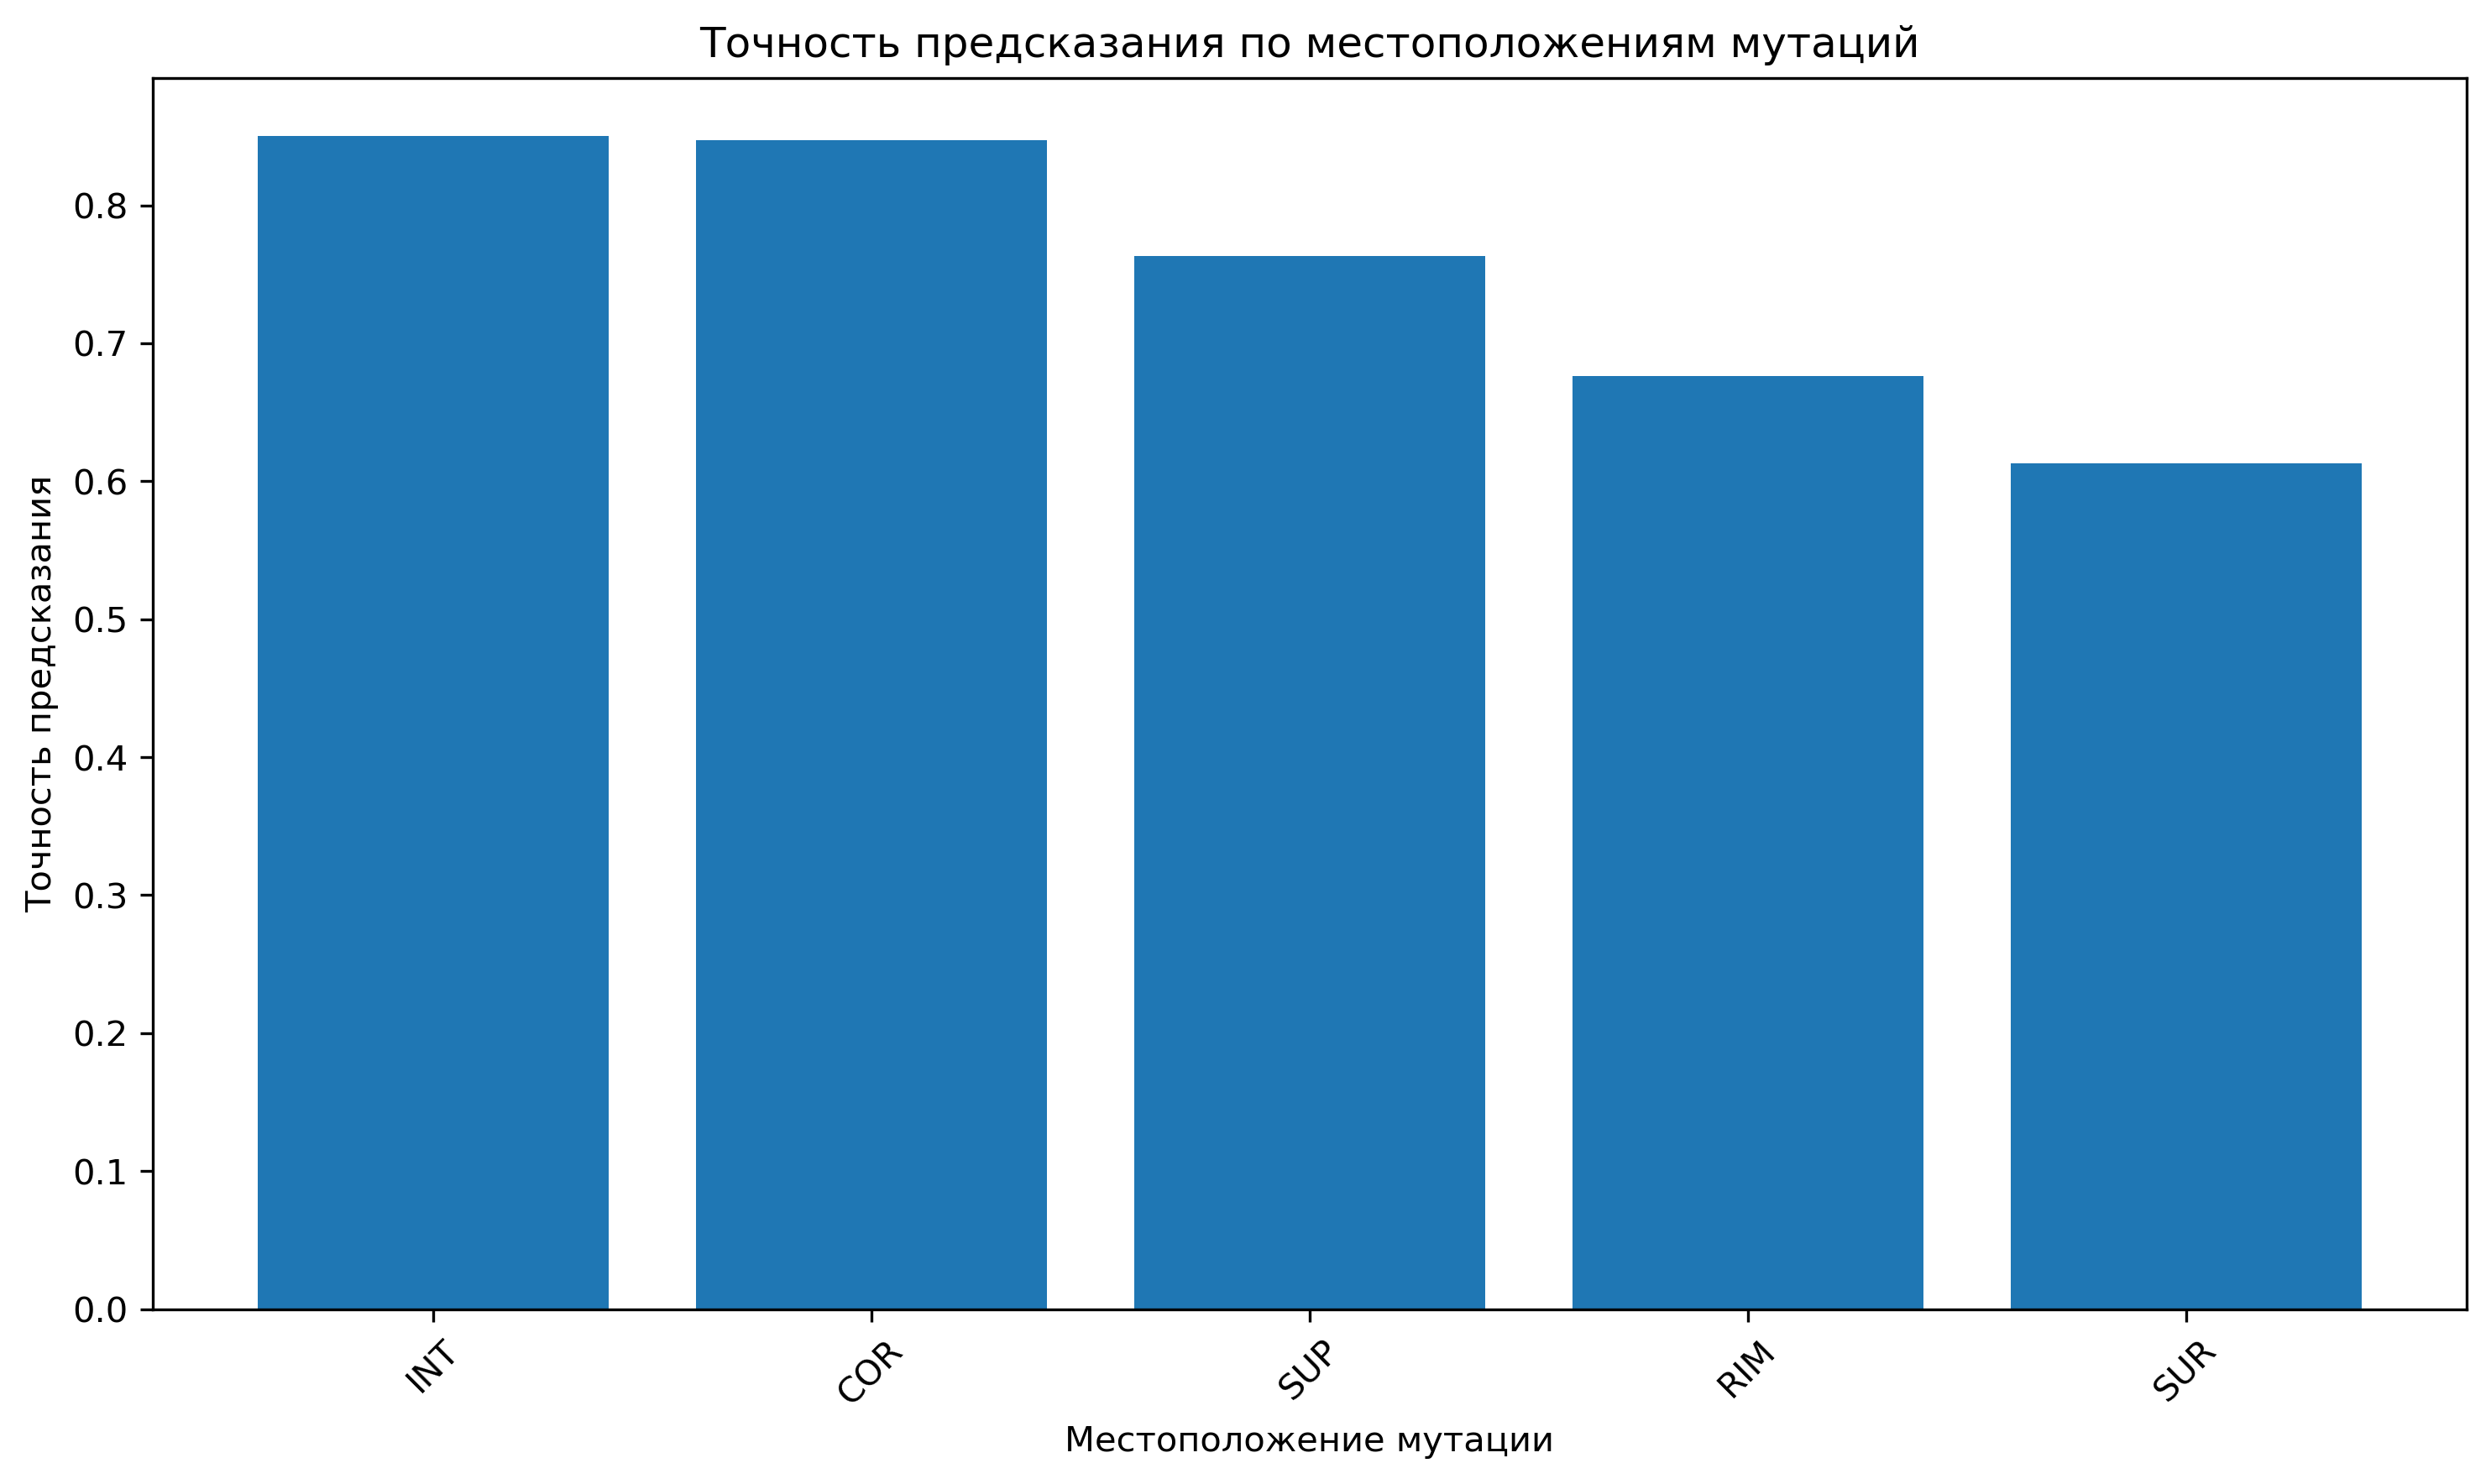 Точность предсказания по местоположениям мутаций
Точность предсказания
0.8
0.7
0.6
0.5
0.4
0.3
0.2
0.1
0.0
INT
COR
SUP
RIM
SUR
Местоположение мутации